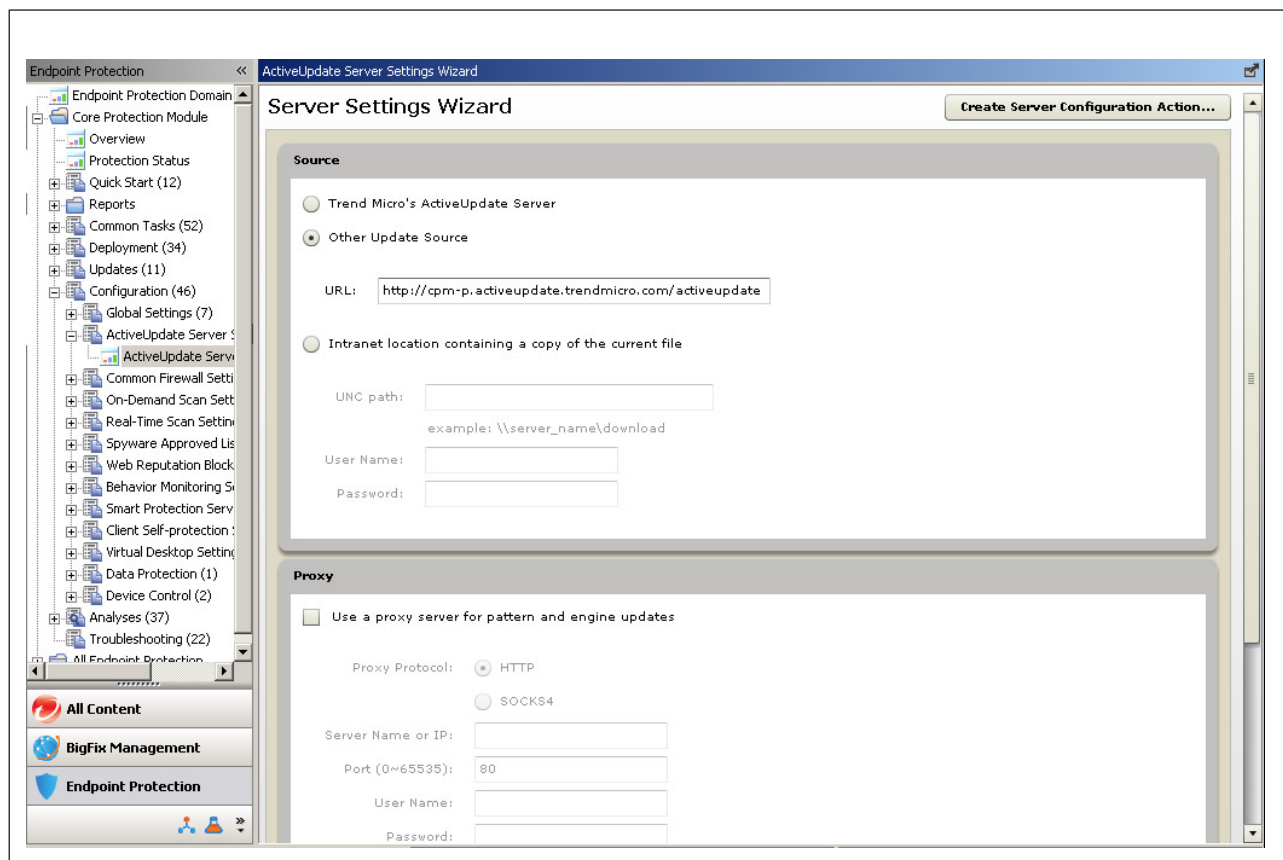 Endpoint Protection
Endpoint Protection Domain
Core Protection Module
Overview
Protection Status
Quick Start (12)
Reports
Common Tasks (52)
Deployment (34)
Updates (11)
Configuration (46)
Global Settings (7)
ActiveUpdate Server
ActiveUpdate Serv
Common Firewall Setti
On-Demand Scan Sett
Real-Time Scan Settin
Spyware Approved Lis
Web Reputation Block
Behavior Monitoring S
Smart Protection Serv
Client Self-protection
Virtual Desktop Setting
Data Protection (1)
Device Control (2)
Analyses (37)
Troubleshooting (22)
All Endpoint Protection
All Content
BigFix Management
Endpoint Protection
ActiveUpdate Server Settings Wizard
Server Settings Wizard
Create Server Configuration Action...
Source
Trend Micro's ActiveUpdate Server
Other Update Source
URL: http://cpm-p.activeupdate.trendmicro.com/activeupdate
Intranet location containing a copy of the current file
UNC path:
example: \\server_name\download
User Name:
Password:
Proxy
Use a proxy server for pattern and engine updates
Proxy Protocol: HTTP
SOCKS4
Server Name or IP:
Port (0~65535): 80
User Name:
Password: